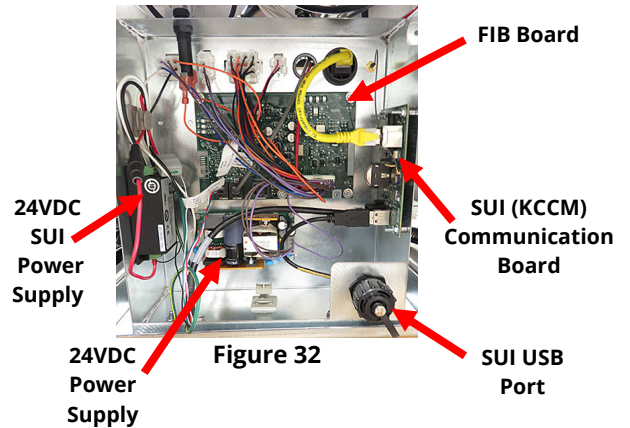 FIB Board
SUI (KCCM)
Communication
Board
24VDC
SUI
Power
Supply
24VDC
Power
Supply
Figure 32
SUI USB
Port